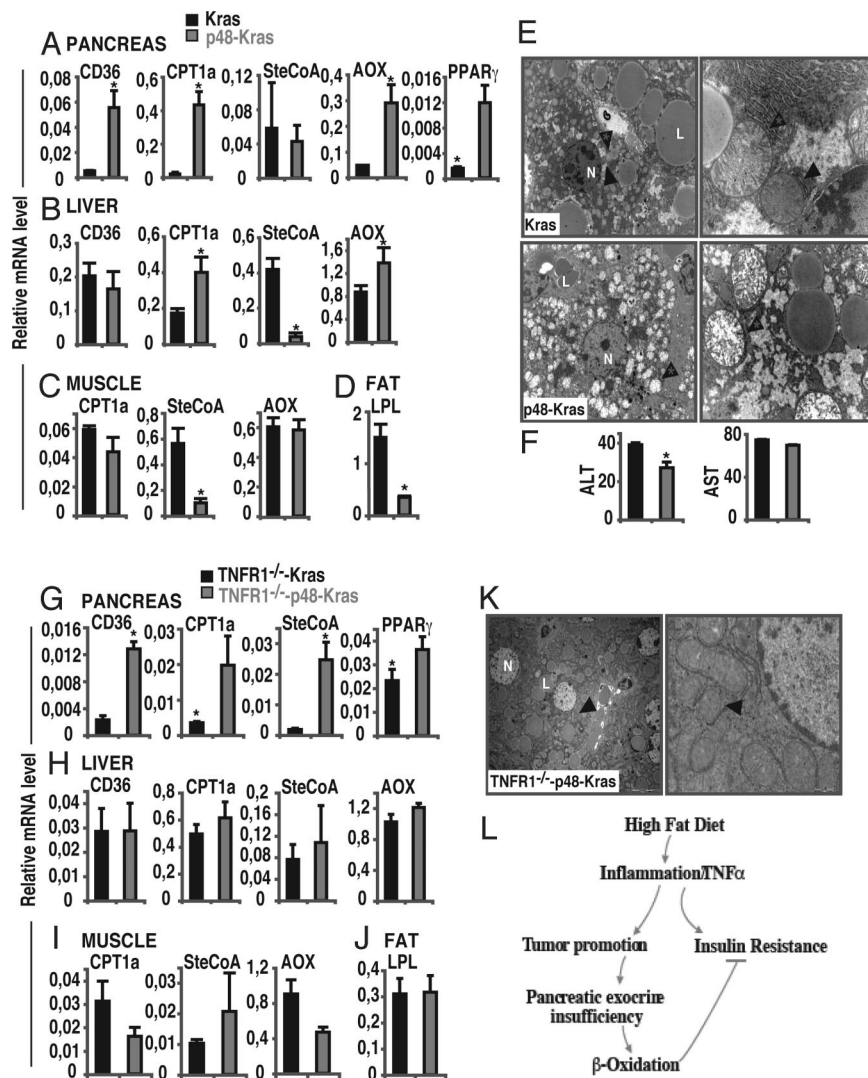 Kras
p48-Kras
A PANCREAS
CD36 CPT1a SteCoA AOX PPARγ
0,08 0,6 0,12 0,4 0,016
0,06 0,3 0,012
0,04 0,4 0,08 0,2 0,008
0,02 0,2 0,04 0,1 0,004
0 0 0 0 0
* * * *
B LIVER
CD36 CPT1a SteCoA AOX
0,3 0,6 0,6 1,6
0,2 0,4 0,4 1,2
0,8
0,1 0,2 0,2 0,4
0 0 0 0
* * *
Relative mRNA level
C MUSCLE D FAT
CPT1a SteCoA AOX LPL
0,06 0,6 0,6 2
0,04 0,4 0,4 1
0,02 0,2 0,2
0 0 0 0
* *
E
L
N
Kras
L
N
p48-Kras
F
ALT AST
40 80
20 40
0 0
*
TNFR1-/--Kras
TNFR1-/--p48-Kras
G PANCREAS
CD36 CPT1a SteCoA PPARγ
0,016 0,03 0,03 0,04
0,012 0,03
0,008 0,02 0,02 0,02
0,004 0,01 0,01 0,01
0 0 0 0
* * * *
H LIVER
CD36 CPT1a SteCoA AOX
0,04 0,8 0,20
0,03 0,6 0,16 1,2
0,02 0,4 0,12 0,8
0,01 0,2 0,08 0,4
0,04
0 0 0 0
Relative mRNA level
I MUSCLE J FAT
CPT1a SteCoA AOX LPL
0,04 0,04 1,2 0,4
0,03 0,03 0,8 0,3
0,02 0,02 0,2
0,01 0,01 0,4 0,1
0 0 0 0
K
N
L
TNFR1-/--p48-Kras
L
High Fat Diet
Inflammation/TNFα
Tumor promotion Insulin Resistance
Pancreatic exocrine
insufficiency
β-Oxidation